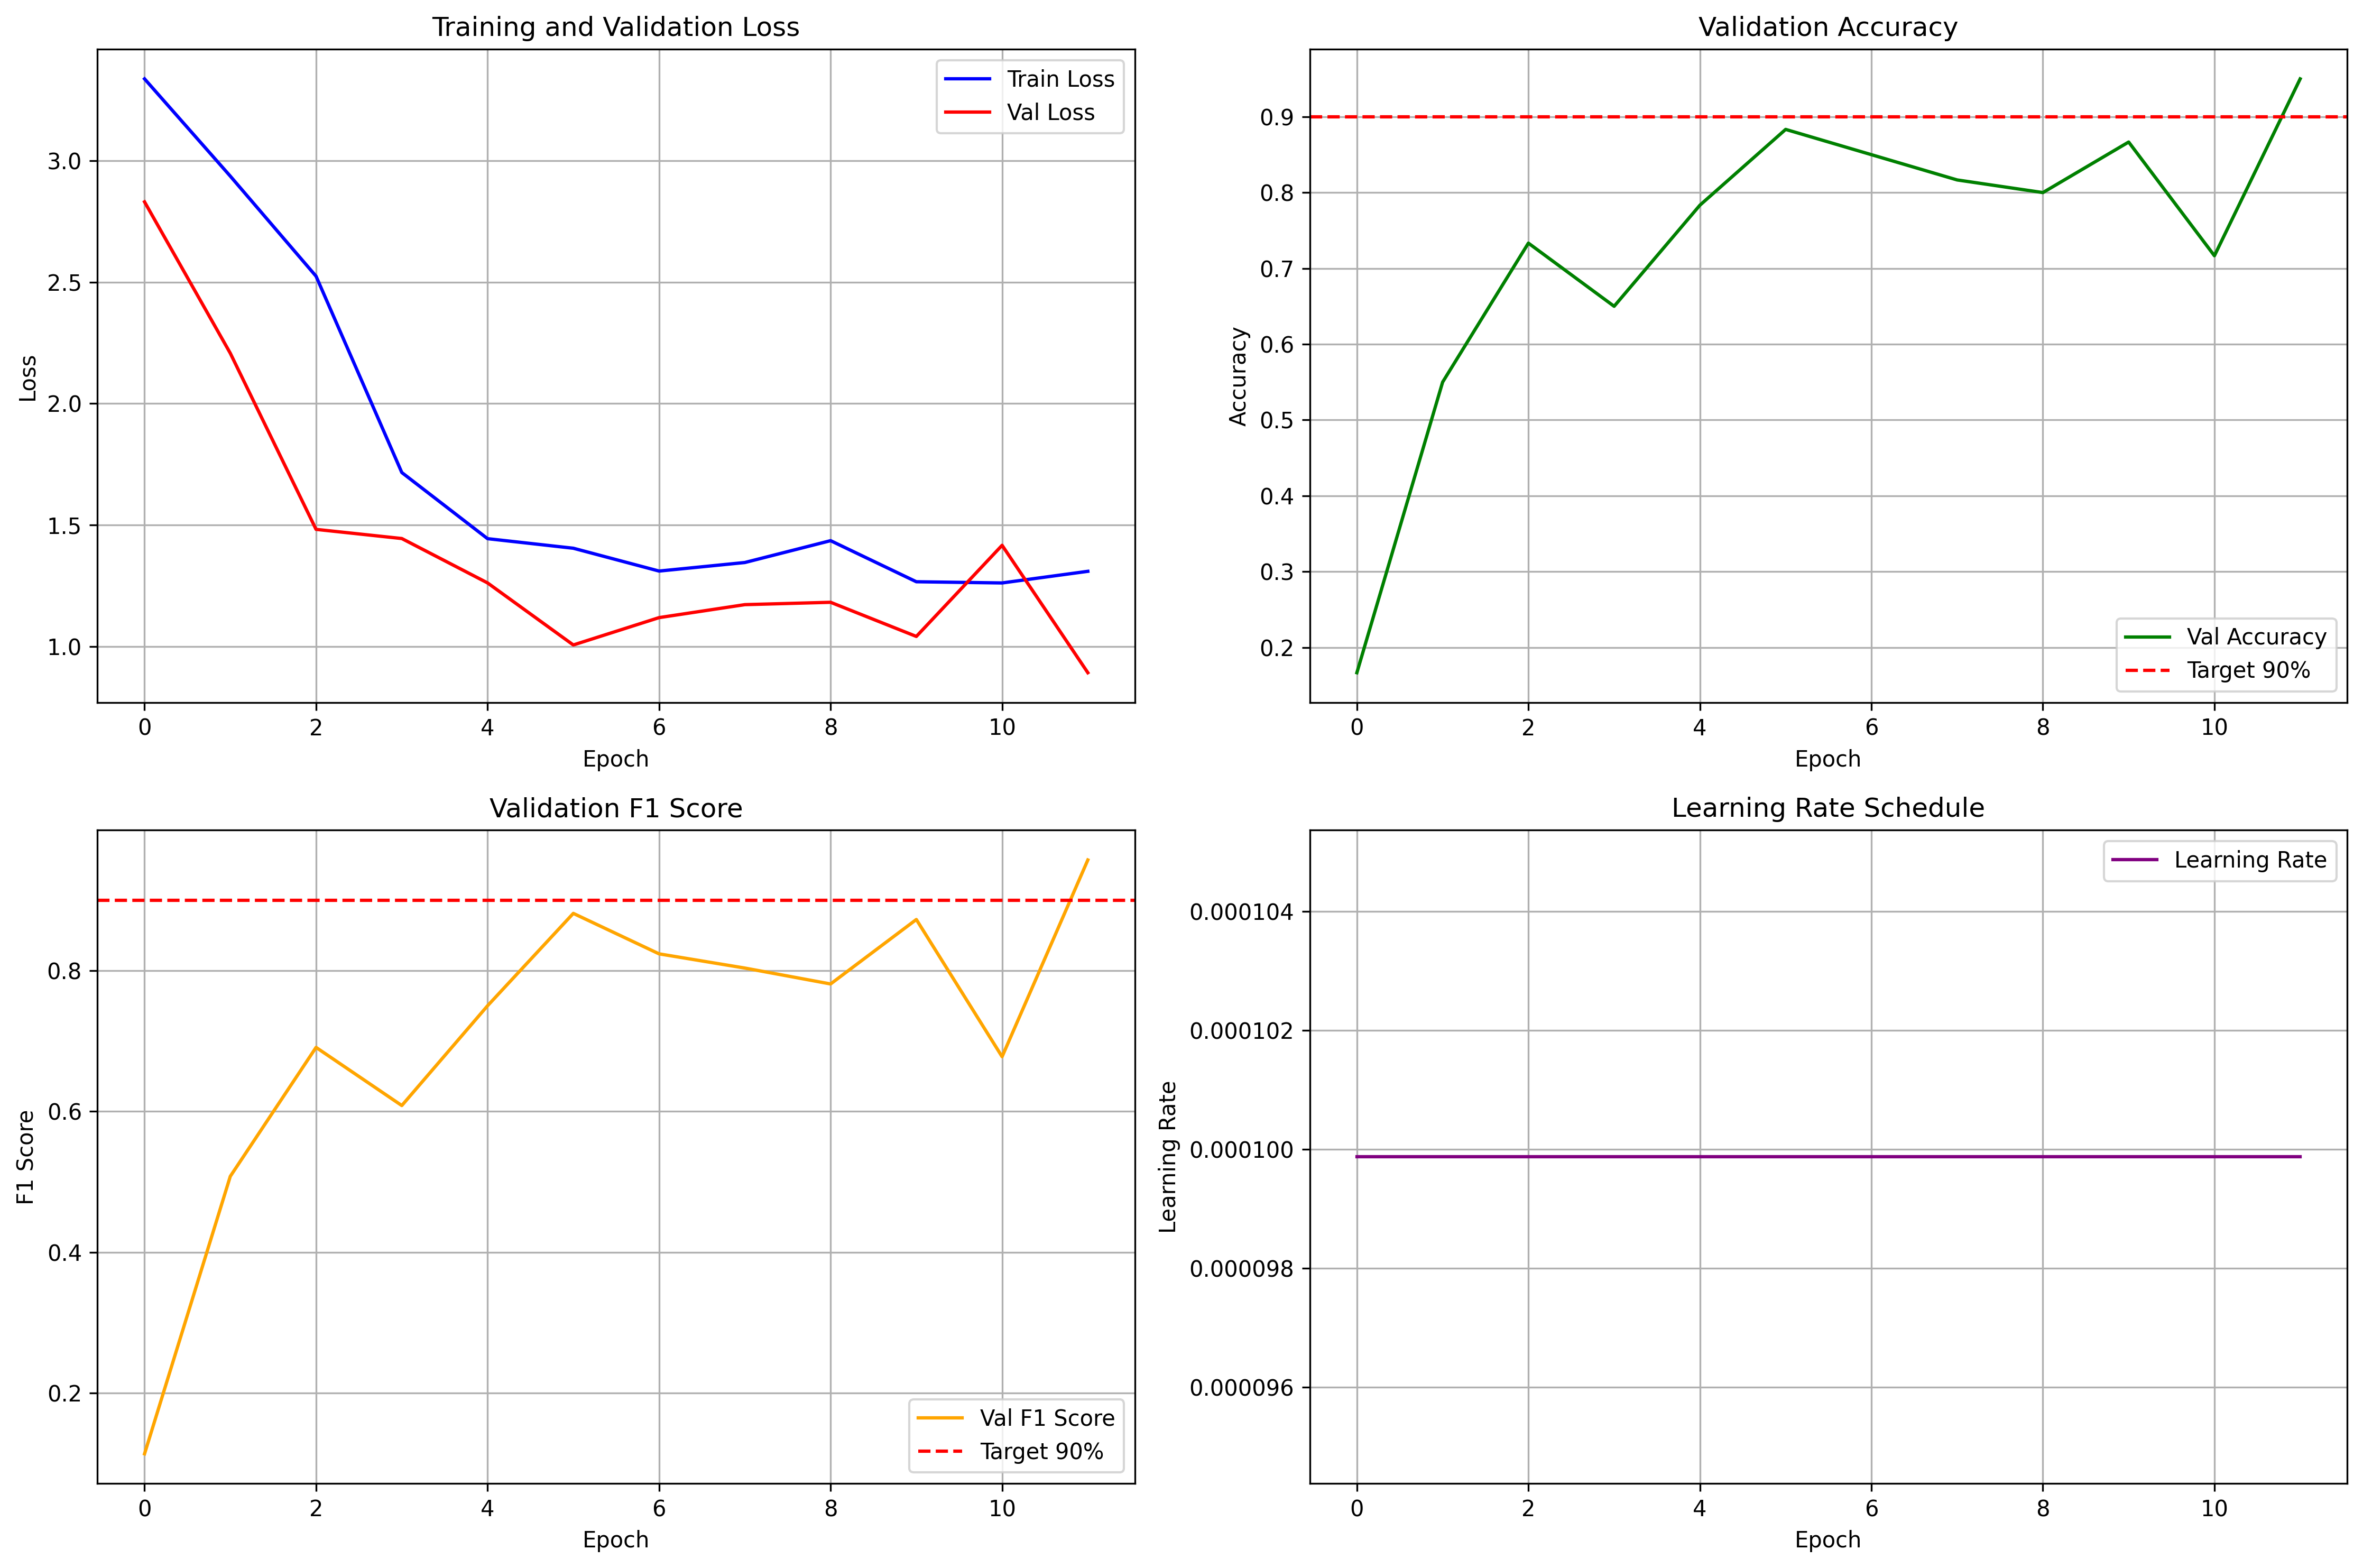 Training and Validation Loss
Train Loss
Val Loss
3.0
2.5
2.0
1.5
1.0
Loss
0 2 4 6 8 10
Epoch
Validation Accuracy
0.9
0.8
0.7
0.6
0.5
0.4
0.3
0.2
Accuracy
Val Accuracy
Target 90%
0 2 4 6 8 10
Epoch
Validation F1 Score
0.8
0.6
0.4
0.2
F1 Score
Val F1 Score
Target 90%
0 2 4 6 8 10
Epoch
Learning Rate Schedule
Learning Rate
0.000104
0.000102
0.000100
0.000098
0.000096
Learning Rate
0 2 4 6 8 10
Epoch